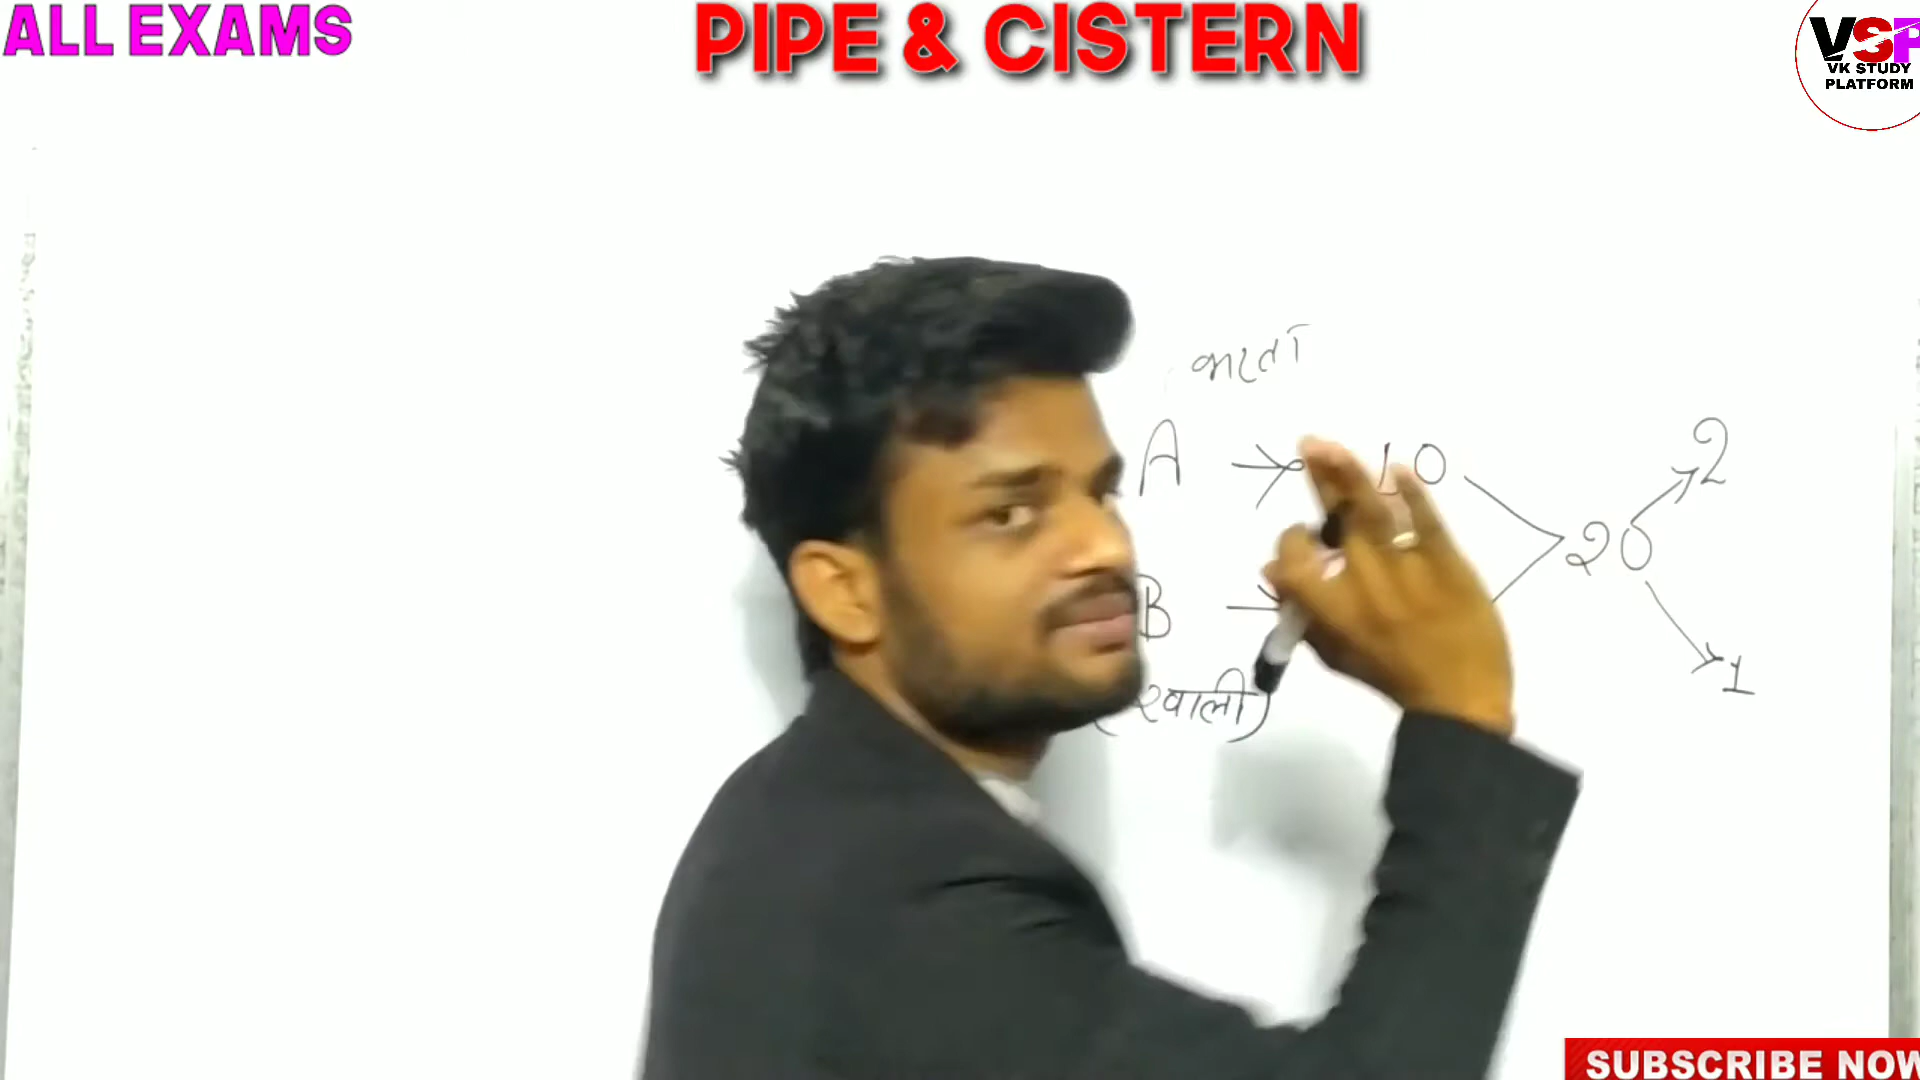 ALL EXAMS
PIPE & CISTERN
VSP
VK STUDY
PLATFORM
भरता
A → 10
20
2
B →
1
(खाली)
SUBSCRIBE NOW